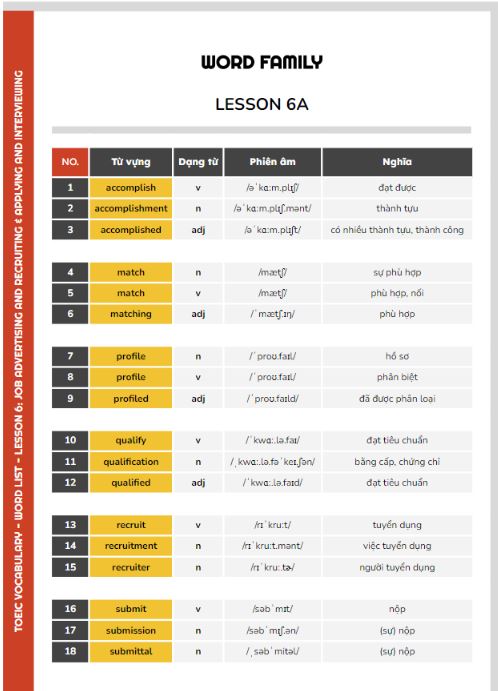 WORD FAMILY
LESSON 6A
TOEIC VOCABULARY - WORD LIST - LESSON 6: JOB ADVERTISING AND RECRUITING & APPLYING AND INTERVIEWING
NO. Từ vựng Dạng từ Phiên âm Nghĩa
1 accomplish v /əˈkɑːm.plɪʃ/ đạt được
2 accomplishment n /əˈkɑːm.plɪʃ.mənt/ thành tựu
3 accomplished adj /əˈkɑːm.plɪʃt/ có nhiều thành tựu, thành công
4 match n /mætʃ/ sự phù hợp
5 match v /mætʃ/ phù hợp, nối
6 matching adj /ˈmætʃ.ɪŋ/ phù hợp
7 profile n /ˈproʊ.faɪl/ hồ sơ
8 profile v /ˈproʊ.faɪl/ phân biệt
9 profiled adj /ˈproʊ.faɪld/ đã được phân loại
10 qualify v /ˈkwɑː.lə.faɪ/ đạt tiêu chuẩn
11 qualification n /ˌkwɑː.lə.fəˈkeɪ.ʃən/ bằng cấp, chứng chỉ
12 qualified adj /ˈkwɑː.lə.faɪd/ đạt tiêu chuẩn
13 recruit v /rɪˈkruːt/ tuyển dụng
14 recruitment n /rɪˈkruːt.mənt/ việc tuyển dụng
15 recruiter n /rɪˈkruː.tɚ/ người tuyển dụng
16 submit v /səbˈmɪt/ nộp
17 submission n /səbˈmɪʃ.ən/ (sự) nộp
18 submittal n /ˌsəbˈmitəl/ (sự) nộp